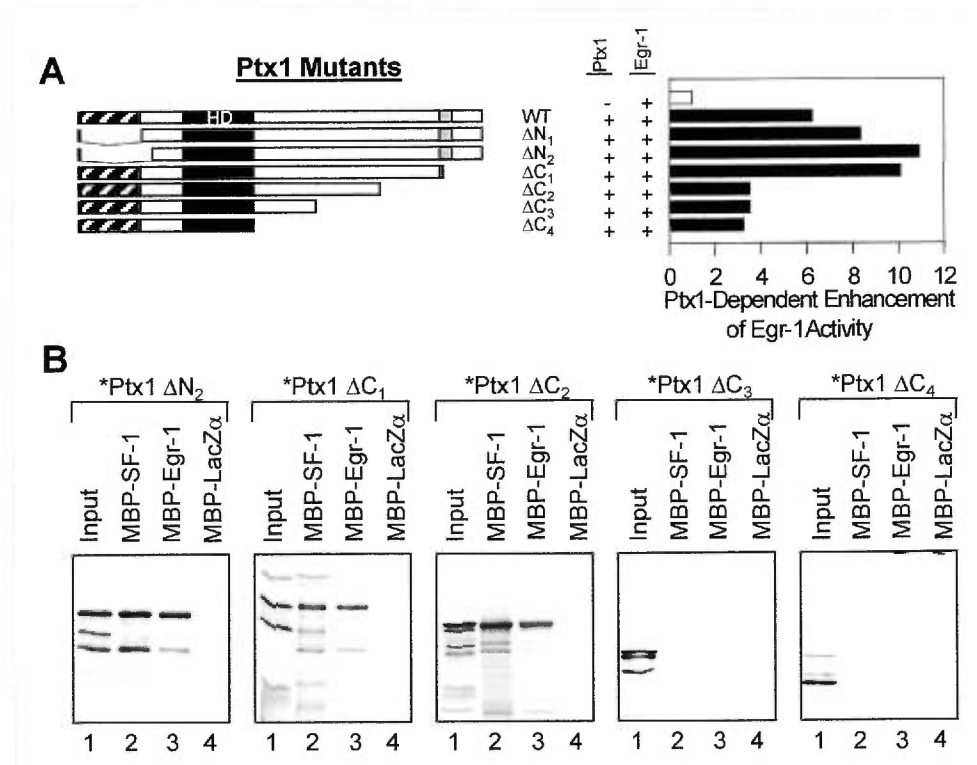 A
Ptx1 Mutants
Ptx1
Egr-1
HD
- +
WT + +
ΔN1 + +
ΔN2 + +
ΔC1 + +
ΔC2 + +
ΔC3 + +
ΔC4 + +
0 2 4 6 8 10 12
Ptx1-Dependent Enhancement
of Egr-1 Activity
B
*Ptx1 ΔN2
Input
MBP-SF-1
MBP-Egr-1
MBP-LacZα
1 2 3 4
*Ptx1 ΔC1
Input
MBP-SF-1
MBP-Egr-1
MBP-LacZα
1 2 3 4
*Ptx1 ΔC2
Input
MBP-SF-1
MBP-Egr-1
MBP-LacZα
1 2 3 4
*Ptx1 ΔC3
Input
MBP-SF-1
MBP-Egr-1
MBP-LacZα
1 2 3 4
*Ptx1 ΔC4
Input
MBP-SF-1
MBP-Egr-1
MBP-LacZα
1 2 3 4